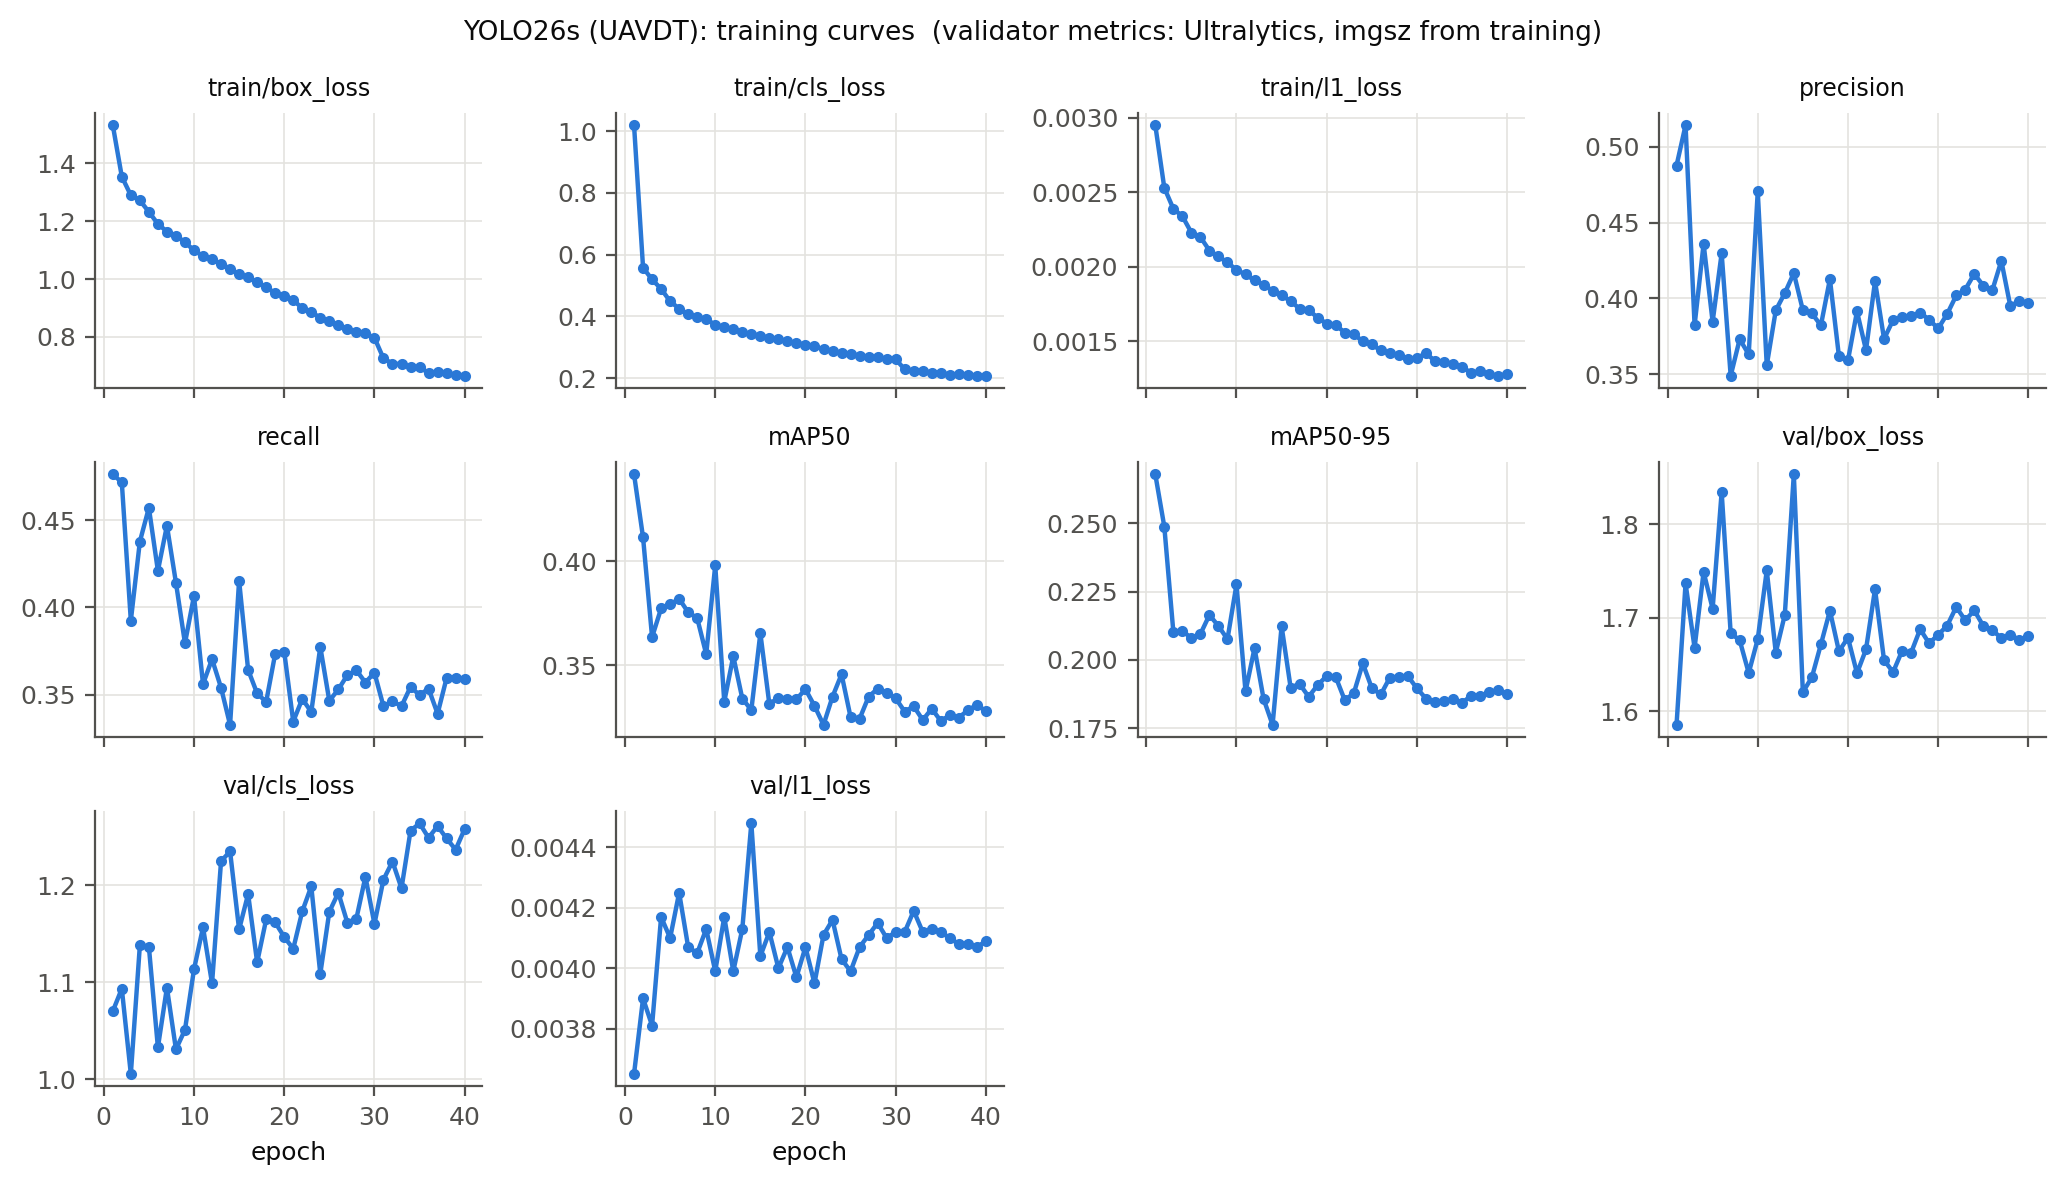 YOLO26s (UAVDT): training curves  (validator metrics: Ultralytics, imgsz from training)
train/box_loss
1.4
1.2
1.0
0.8
train/cls_loss
1.0
0.8
0.6
0.4
0.2
train/l1_loss
0.0030
0.0025
0.0020
0.0015
precision
0.50
0.45
0.40
0.35
recall
0.45
0.40
0.35
mAP50
0.40
0.35
mAP50-95
0.250
0.225
0.200
0.175
val/box_loss
1.8
1.7
1.6
val/cls_loss
1.2
1.1
1.0
0 10 20 30 40
epoch
val/l1_loss
0.0044
0.0042
0.0040
0.0038
0 10 20 30 40
epoch